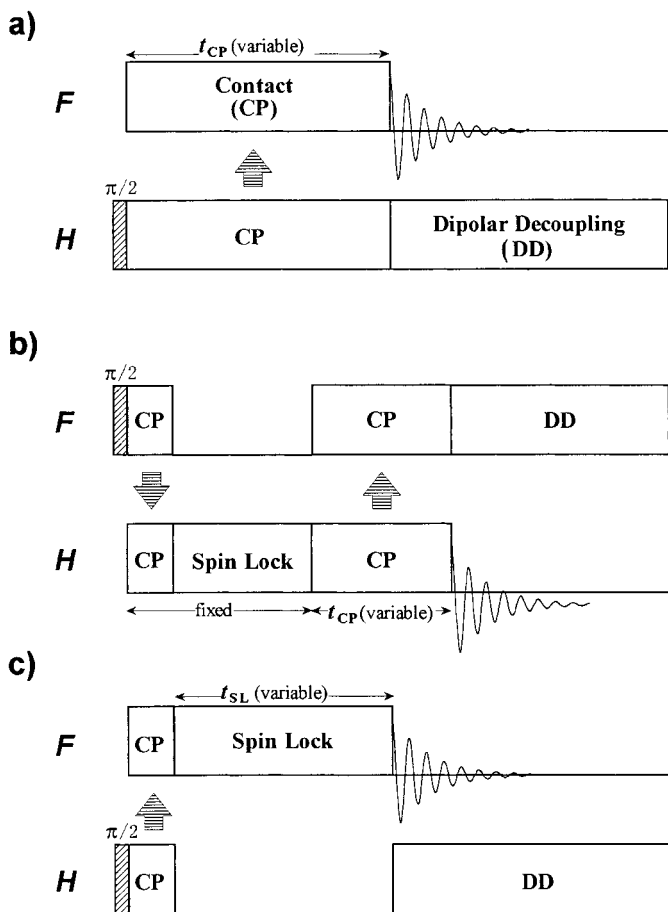 a)
t_CP (variable)
F
Contact
(CP)
π/2
H
CP
Dipolar Decoupling
(DD)
b)
π/2
F
CP
CP
DD
H
CP
Spin Lock
CP
fixed
t_CP (variable)
c)
t_SL (variable)
F
CP
Spin Lock
π/2
H
CP
DD